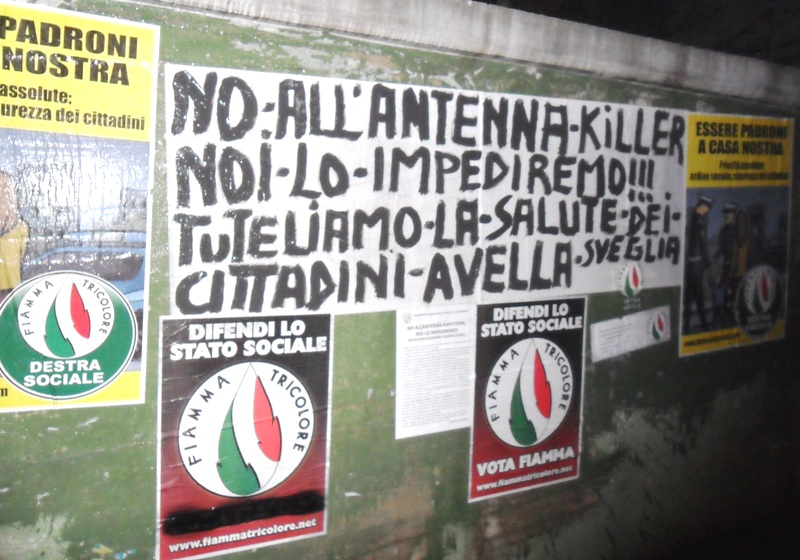 PADRONI
NOSTRA
assolute:
urezza dei cittadini
FIAMMA TRICOLORE
DESTRA
SOCIALE
NO-ALL'ANTENNA-KiLLER
NOI-LO-IMPEDIREMO!!!
TUTELIAMO-LA-SALUTE-DEI-
CITTADINI-AVELLA-SVEGLIA
DIFENDI LO
STATO SOCIALE
FIAMMA TRICOLORE
www.fiammatricolore.net
DIFENDI LO
STATO SOCIALE
FIAMMA TRICOLORE
VOTA FIAMMA
www.fiammatricolore.net
ESSERE PADRONI
A CASA NOSTRA